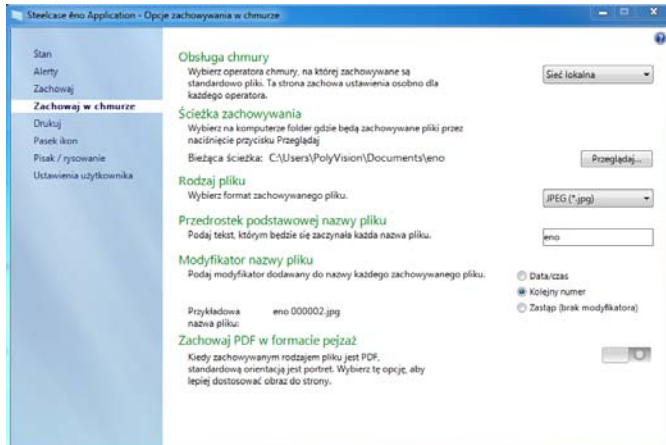 Steelcase ēno Application - Opcje zachowywania w chmurze
Stan
Alerty
Zachowaj
Zachowaj w chmurze
Drukuj
Pasek ikon
Pisak / rysowanie
Ustawienia użytkownika
Obsługa chmury
Wybierz operatora chmury, na której zachowywane są
standardowo pliki. Ta strona zachowa ustawienia osobno dla
każdego operatora.
Sieć lokalna
Ścieżka zachowywania
Wybierz na komputerze folder gdzie będą zachowywane pliki przez
naciśnięcie przycisku Przeglądaj
Bieżąca ścieżka: C:\Users\PolyVision\Documents\eno
Przeglądaj...
Rodzaj pliku
Wybierz format zachowywanego pliku.
JPEG (*.jpg)
Przedrostek podstawowej nazwy pliku
Podaj tekst, którym będzie się zaczynała każda nazwa pliku.
eno
Modyfikator nazwy pliku
Podaj modyfikator dodawany do nazwy każdego zachowywanego pliku.
Data/czas
Kolejny numer
Zastąp (brak modyfikatora)
Przykładowa eno 000002.jpg
nazwa pliku:
Zachowaj PDF w formacie pejzaż
Kiedy zachowywanym rodzajem pliku jest PDF,
standardową orientacją jest portret. Wybierz tę opcję, aby
lepiej dostosować obraz do strony.